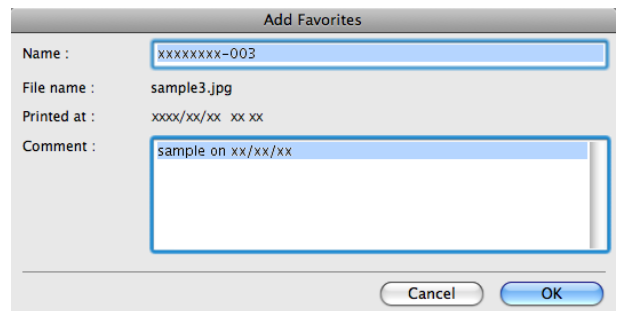 Add Favorites
Name : xxxxxxxx-003
File name : sample3.jpg
Printed at : xxxx/xx/xx xx xx
Comment : sample on xx/xx/xx
Cancel OK